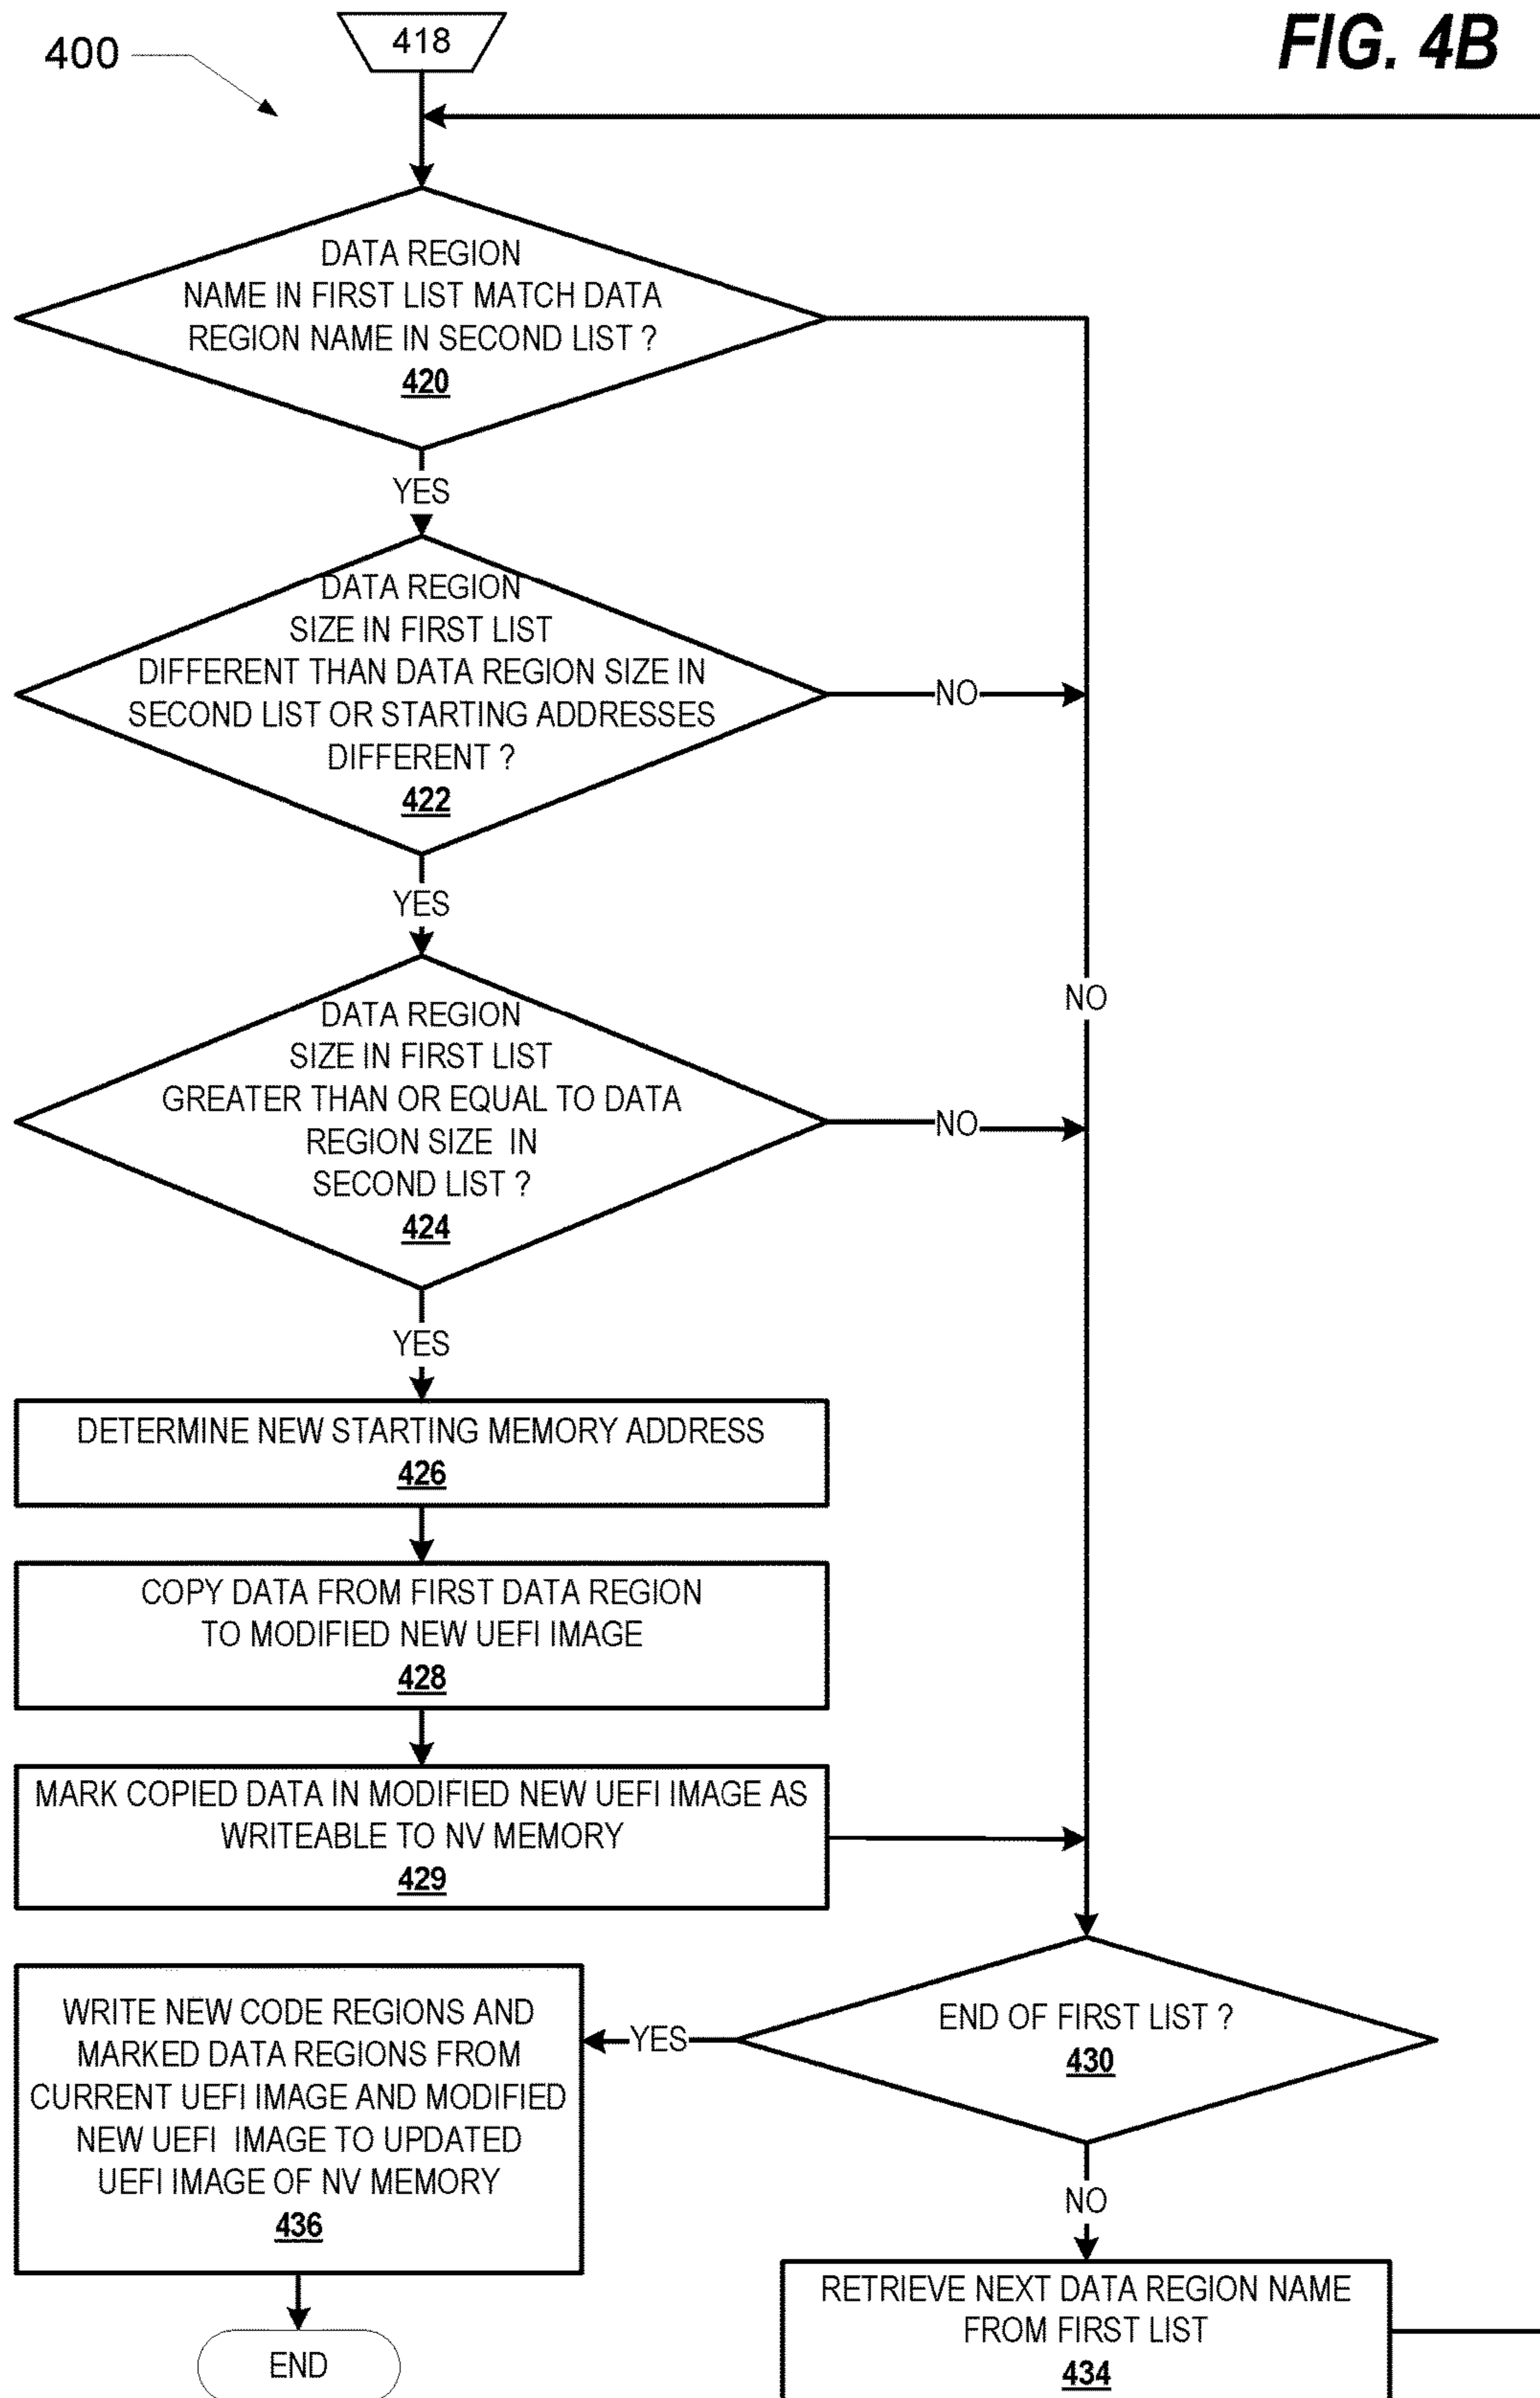 FIG. 4B
400
418
DATA REGION
NAME IN FIRST LIST MATCH DATA
REGION NAME IN SECOND LIST ?
420
YES
DATA REGION
SIZE IN FIRST LIST
DIFFERENT THAN DATA REGION SIZE IN
SECOND LIST OR STARTING ADDRESSES
DIFFERENT ?
422
NO
YES
DATA REGION
SIZE IN FIRST LIST
GREATER THAN OR EQUAL TO DATA
REGION SIZE IN
SECOND LIST ?
424
NO
NO
YES
DETERMINE NEW STARTING MEMORY ADDRESS
426
COPY DATA FROM FIRST DATA REGION
TO MODIFIED NEW UEFI IMAGE
428
MARK COPIED DATA IN MODIFIED NEW UEFI IMAGE AS
WRITEABLE TO NV MEMORY
429
END OF FIRST LIST ?
430
YES
WRITE NEW CODE REGIONS AND
MARKED DATA REGIONS FROM
CURRENT UEFI IMAGE AND MODIFIED
NEW UEFI IMAGE TO UPDATED
UEFI IMAGE OF NV MEMORY
436
NO
RETRIEVE NEXT DATA REGION NAME
FROM FIRST LIST
434
END